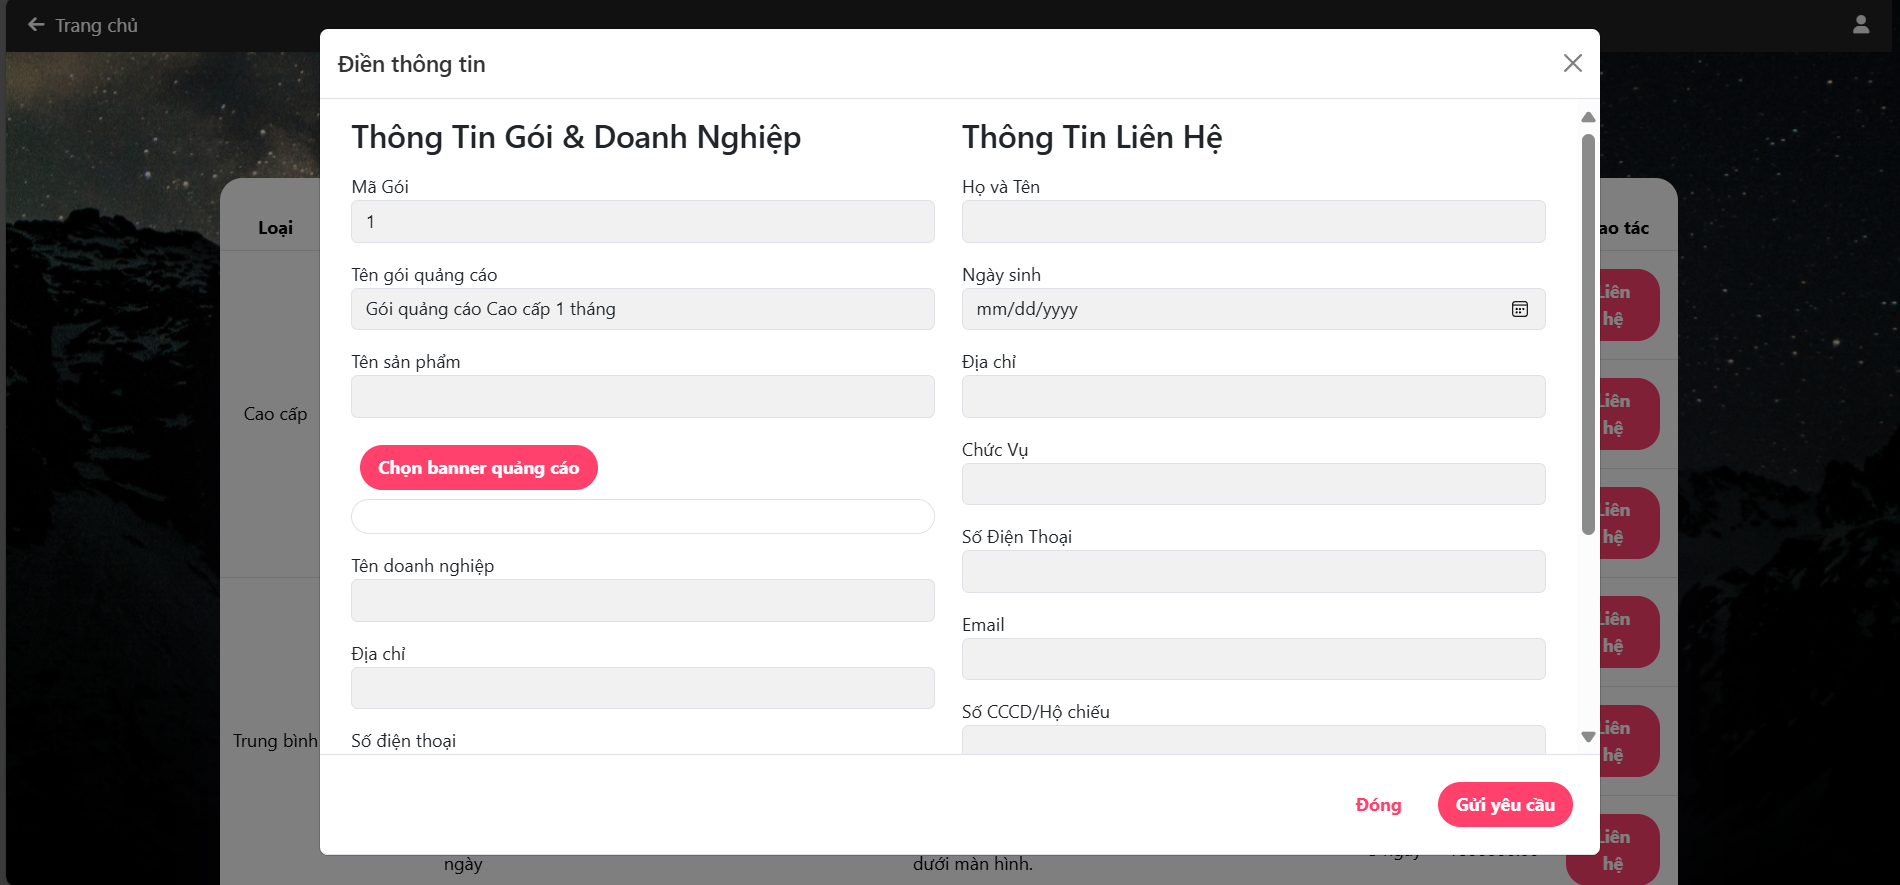 Trang chủ
Điền thông tin
Thông Tin Gói & Doanh Nghiệp
Mã Gói
1
Tên gói quảng cáo
Gói quảng cáo Cao cấp 1 tháng
Tên sản phẩm
Chọn banner quảng cáo
Tên doanh nghiệp
Địa chỉ
Số điện thoại
Thông Tin Liên Hệ
Họ và Tên
Ngày sinh
mm/dd/yyyy
Địa chỉ
Chức Vụ
Số Điện Thoại
Email
Số CCCD/Hộ chiếu
Đóng
Gửi yêu cầu
Loại
Cao cấp
Trung bình
ao tác
Liên
hệ
Liên
hệ
Liên
hệ
Liên
hệ
Liên
hệ
Liên
hệ
ngày
dưới màn hình.